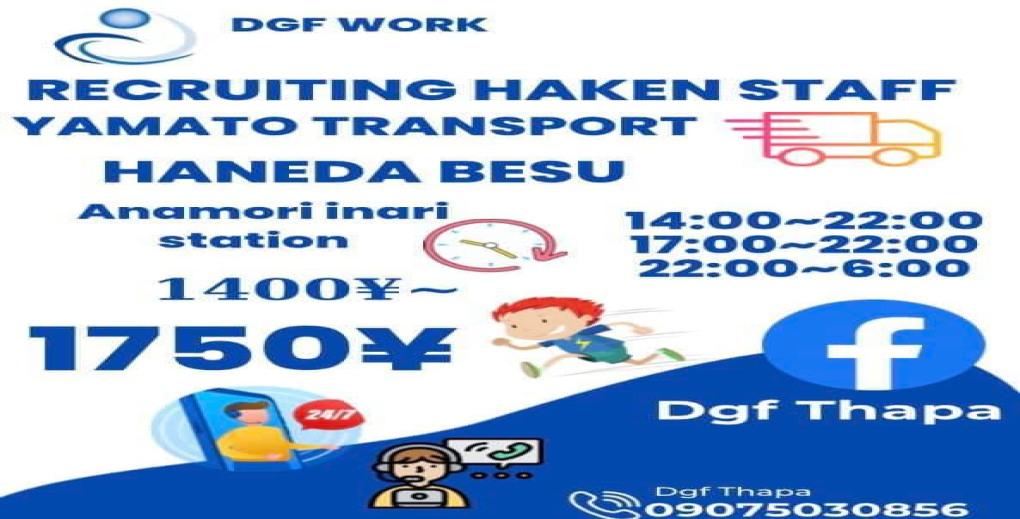 DGF WORK
RECRUITING HAKEN STAFF
YAMATO TRANSPORT
HANEDA BESU
Anamori inari
station
14:00~22:00
17:00~22:00
22:00~6:00
1400¥~
1750¥
24/7
f
Dgf Thapa
Dgf Thapa
09075030856